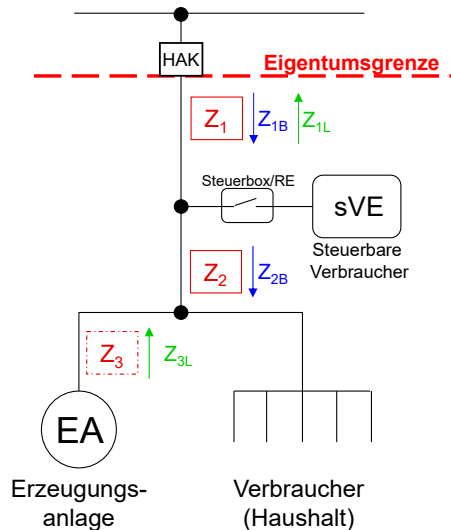 HAK
Eigentumsgrenze
Z1 Z1B Z1L
Steuerbox/RE
sVE
Steuerbare
Verbraucher
Z2 Z2B
Z3 Z3L
EA
Erzeugungs-
anlage
Verbraucher
(Haushalt)